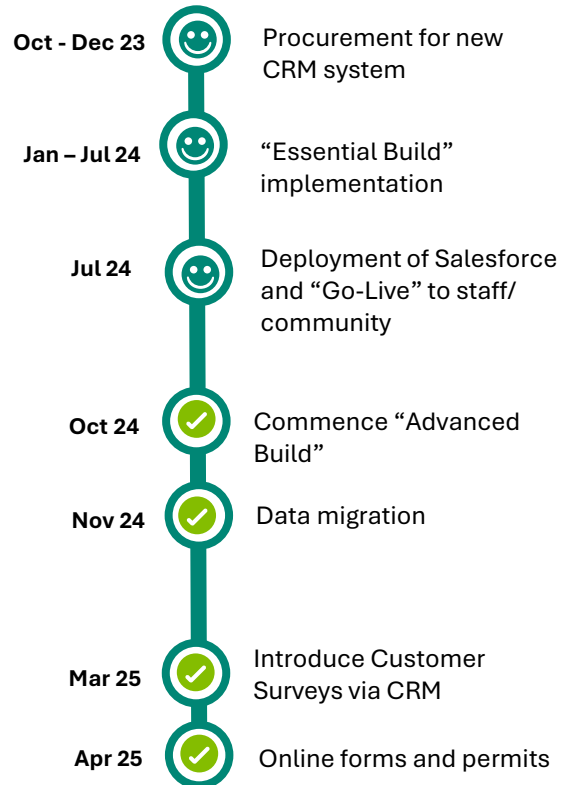 Oct - Dec 23
Procurement for new
CRM system
Jan – Jul 24
“Essential Build”
implementation
Jul 24
Deployment of Salesforce
and “Go-Live” to staff/
community
Oct 24
Commence “Advanced
Build”
Nov 24
Data migration
Mar 25
Introduce Customer
Surveys via CRM
Apr 25
Online forms and permits